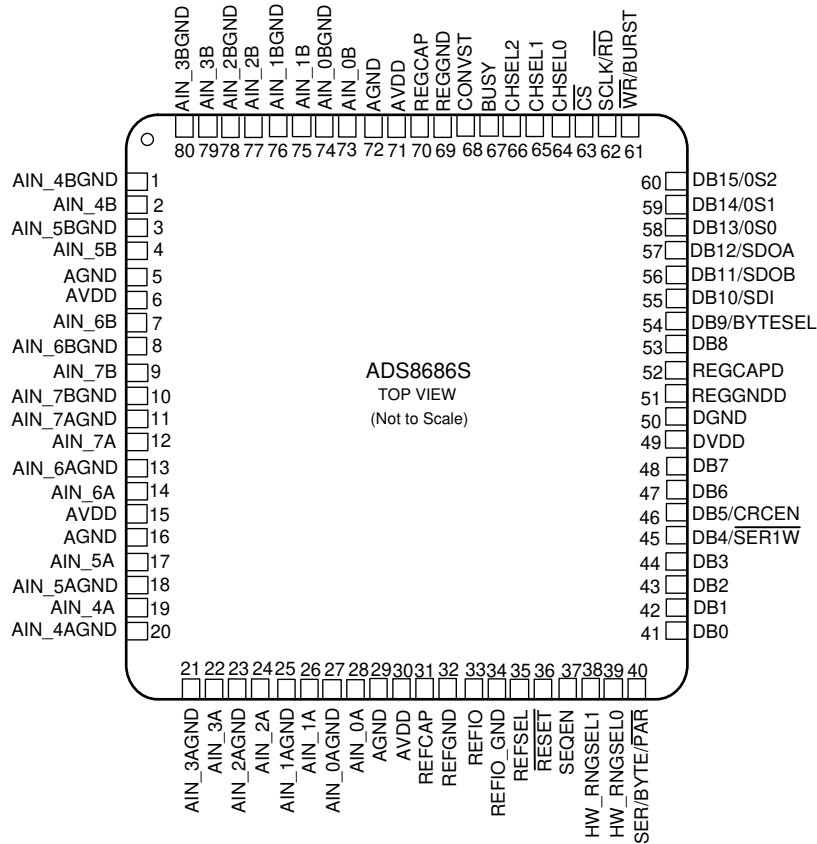 AIN_3BGND
AIN_3B
AIN_2BGND
AIN_2B
AIN_1BGND
AIN_1B
AIN_0BGND
AIN_0B
AGND
AVDD
REGCAP
REGGND
CONVST
BUSY
CHSEL2
CHSEL1
CHSEL0
CS
SCLK/RD
WR/BURST
80 79 78 77 76 75 74 73 72 71 70 69 68 67 66 65 64 63 62 61
AIN_4BGND 1
AIN_4B 2
AIN_5BGND 3
AIN_5B 4
AGND 5
AVDD 6
AIN_6B 7
AIN_6BGND 8
AIN_7B 9
AIN_7BGND 10
AIN_7AGND 11
AIN_7A 12
AIN_6AGND 13
AIN_6A 14
AVDD 15
AGND 16
AIN_5A 17
AIN_5AGND 18
AIN_4A 19
AIN_4AGND 20
ADS8686S
TOP VIEW
(Not to Scale)
60 DB15/0S2
59 DB14/0S1
58 DB13/0S0
57 DB12/SDOA
56 DB11/SDOB
55 DB10/SDI
54 DB9/BYTESEL
53 DB8
52 REGCAPD
51 REGGNDD
50 DGND
49 DVDD
48 DB7
47 DB6
46 DB5/CRCEN
45 DB4/SER1W
44 DB3
43 DB2
42 DB1
41 DB0
21 22 23 24 25 26 27 28 29 30 31 32 33 34 35 36 37 38 39 40
AIN_3AGND
AIN_3A
AIN_2AGND
AIN_2A
AIN_1AGND
AIN_1A
AIN_0AGND
AIN_0A
AGND
AVDD
REFCAP
REFGND
REFIO
REFIO_GND
REFSEL
RESET
SEQEN
HW_RNGSEL1
HW_RNGSEL0
SER/BYTE/PAR